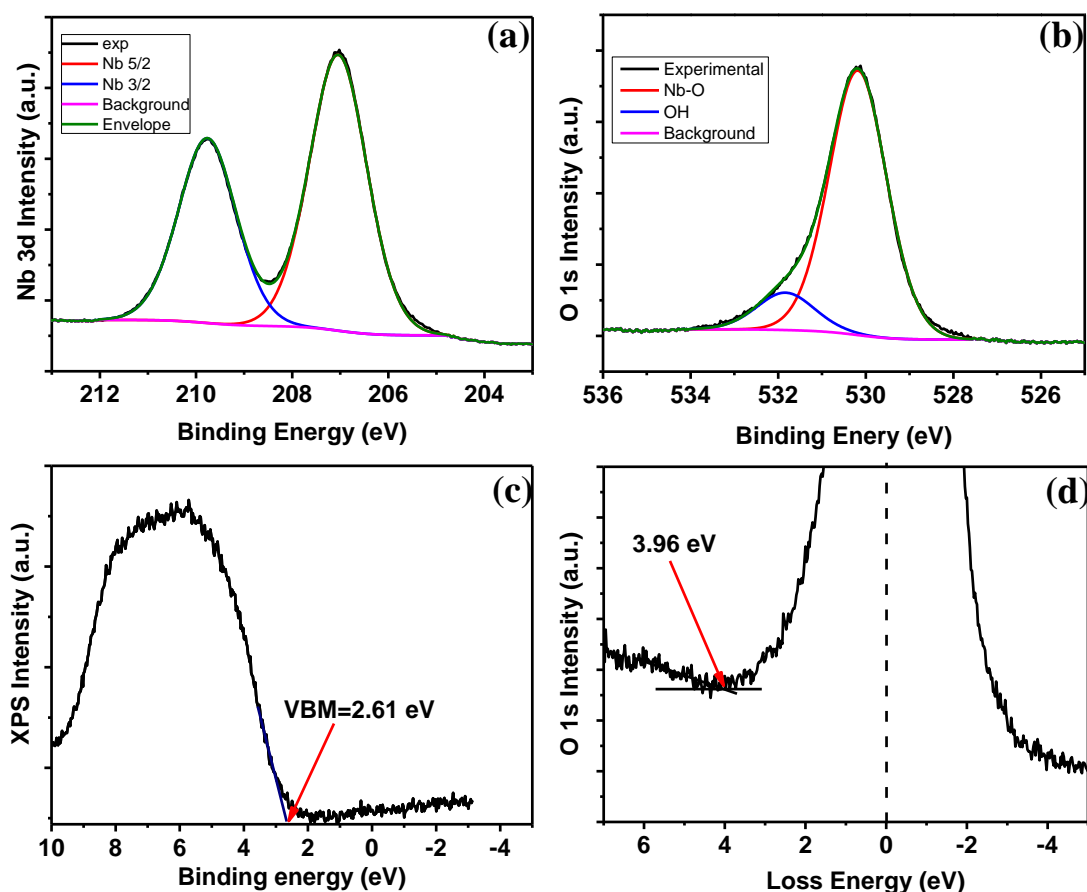 (a)
exp
Nb 5/2
Nb 3/2
Background
Envelope
Nb 3d Intensity (a.u.)
212 210 208 206 204
Binding Energy (eV)
(b)
Experimental
Nb-O
OH
Background
O 1s Intensity (a.u.)
536 534 532 530 528 526
Binding Enery (eV)
(c)
VBM=2.61 eV
XPS Intensity (a.u.)
10 8 6 4 2 0 -2 -4
Binding energy (eV)
(d)
3.96 eV
O 1s Intensity (a.u.)
6 4 2 0 -2 -4
Loss Energy (eV)